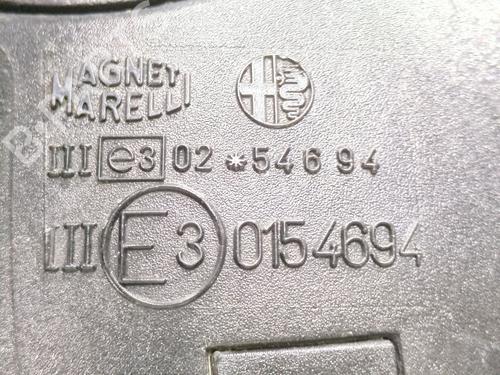 MAGNETI
MARELLI
III e3 02 *54694
III E3 0154694